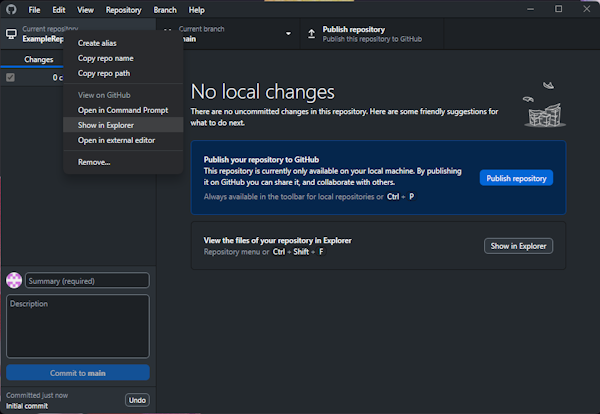 File Edit View Repository Branch Help
Current repository
ExampleRep
Current branch
main
Publish repository
Publish this repository to GitHub
Changes
0 c
Create alias
Copy repo name
Copy repo path
View on GitHub
Open in Command Prompt
Show in Explorer
Open in external editor
Remove...
No local changes
There are no uncommitted changes in this repository. Here are some friendly suggestions for
what to do next.
Publish your repository to GitHub
This repository is currently only available on your local machine. By publishing
it on GitHub you can share it, and collaborate with others.
Always available in the toolbar for local repositories or Ctrl + P
Publish repository
View the files of your repository in Explorer
Repository menu or Ctrl + Shift + F
Show in Explorer
Summary (required)
Description
Commit to main
Committed just now
Initial commit
Undo